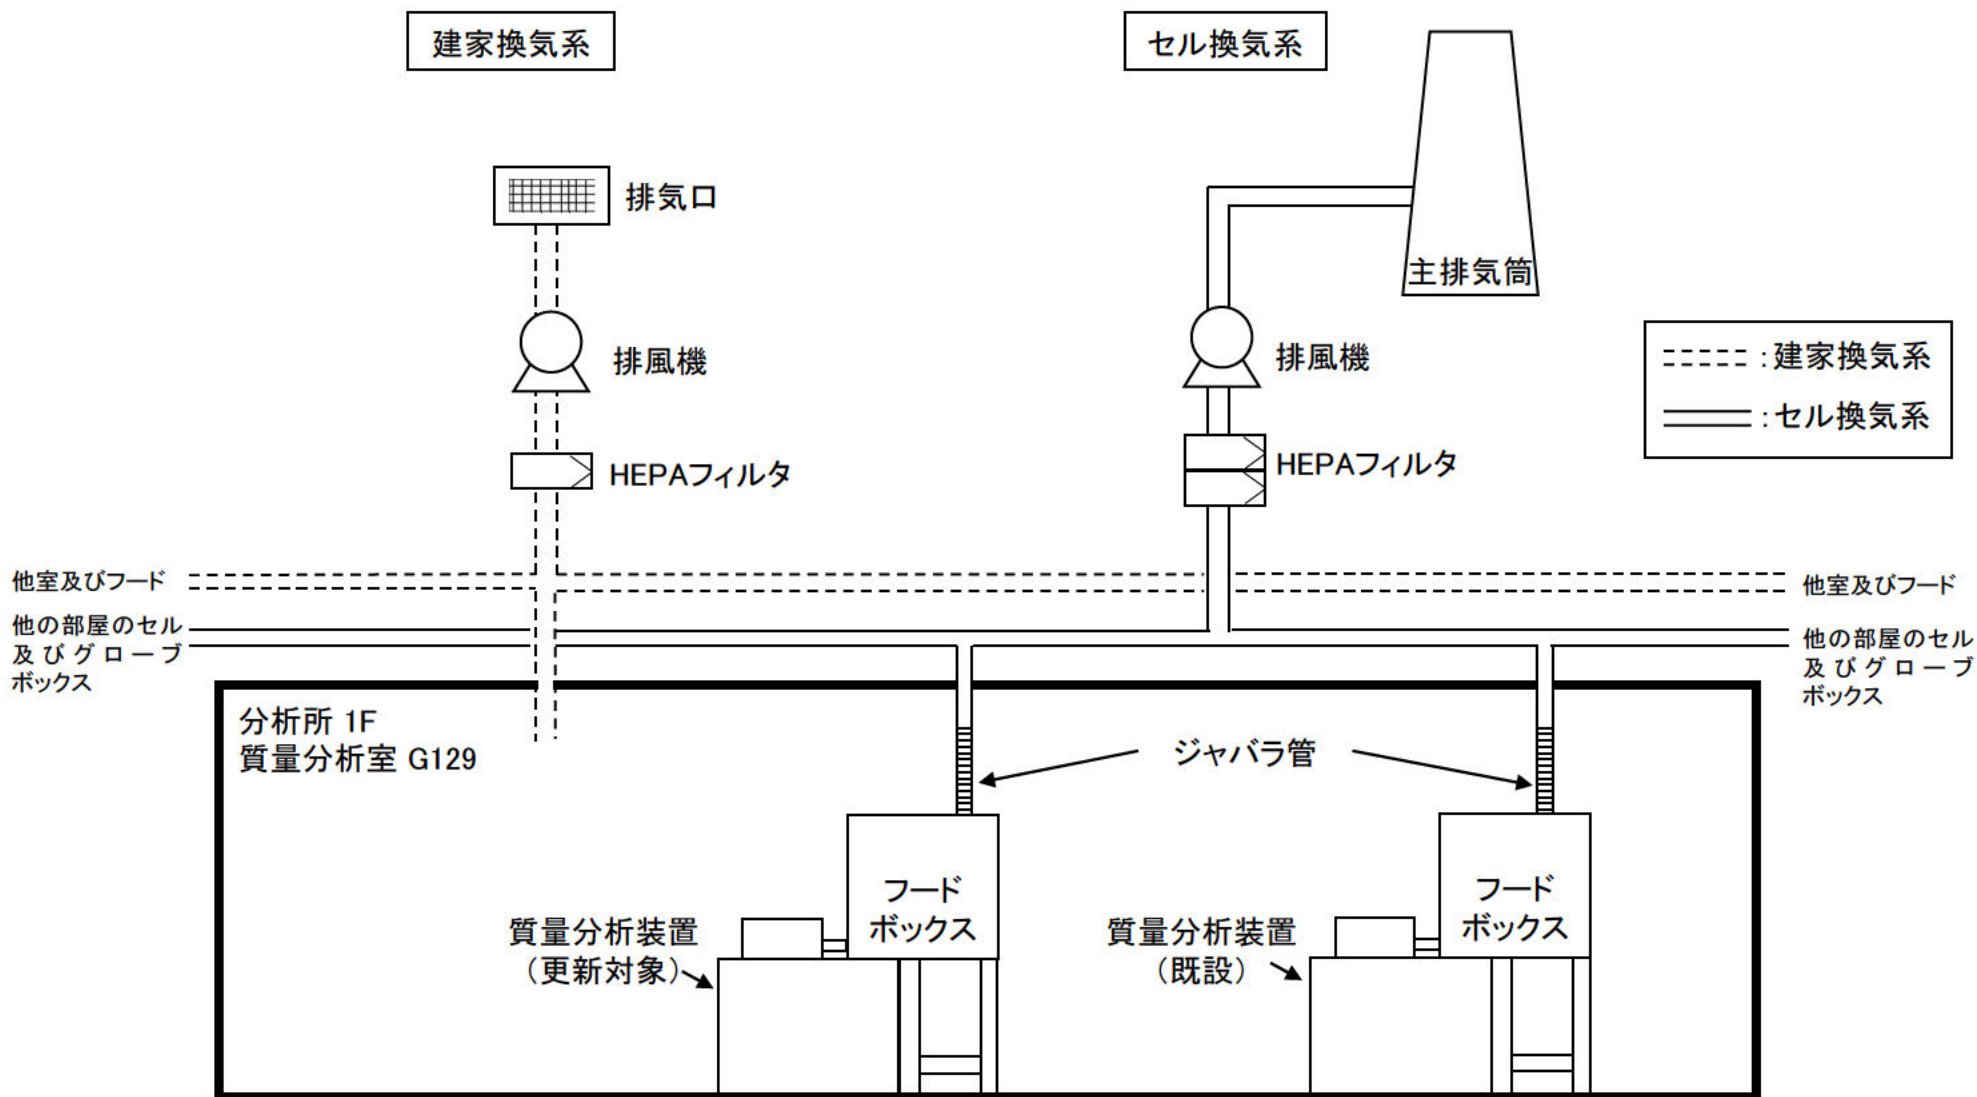 建家換気系
セル換気系
排気口
主排気筒
排風機
排風機
---- : 建家換気系
: セル換気系
HEPAフィルタ
HEPAフィルタ
他室及びフード
他の部屋のセル
及びグローブ
ボックス
他室及びフード
他の部屋のセル
及びグローブ
ボックス
分析所 1F
質量分析室 G129
ジャバラ管
フード
ボックス
質量分析装置
（更新対象）
フード
ボックス
質量分析装置
（既設）